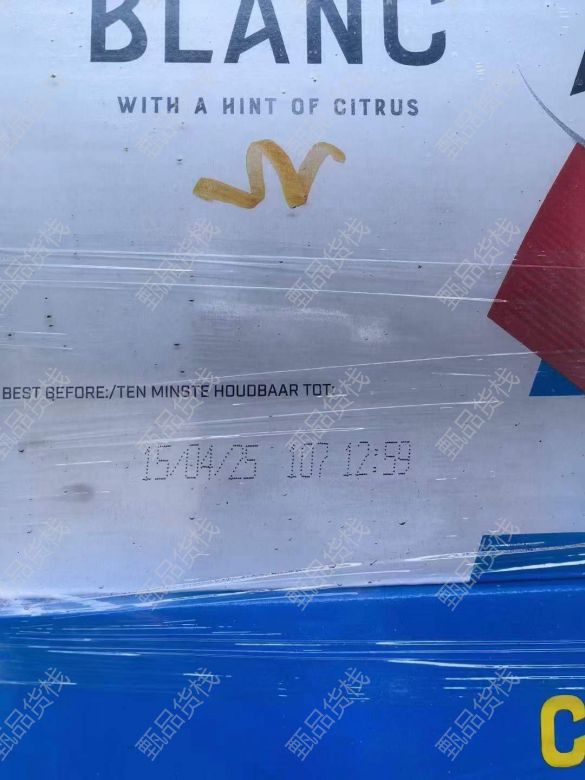 BLANC
WITH A HINT OF CITRUS
BEST BEFORE:/TEN MINSTE HOUDBAAR TOT:
15/04/25 107 12:59
C
甄品货栈